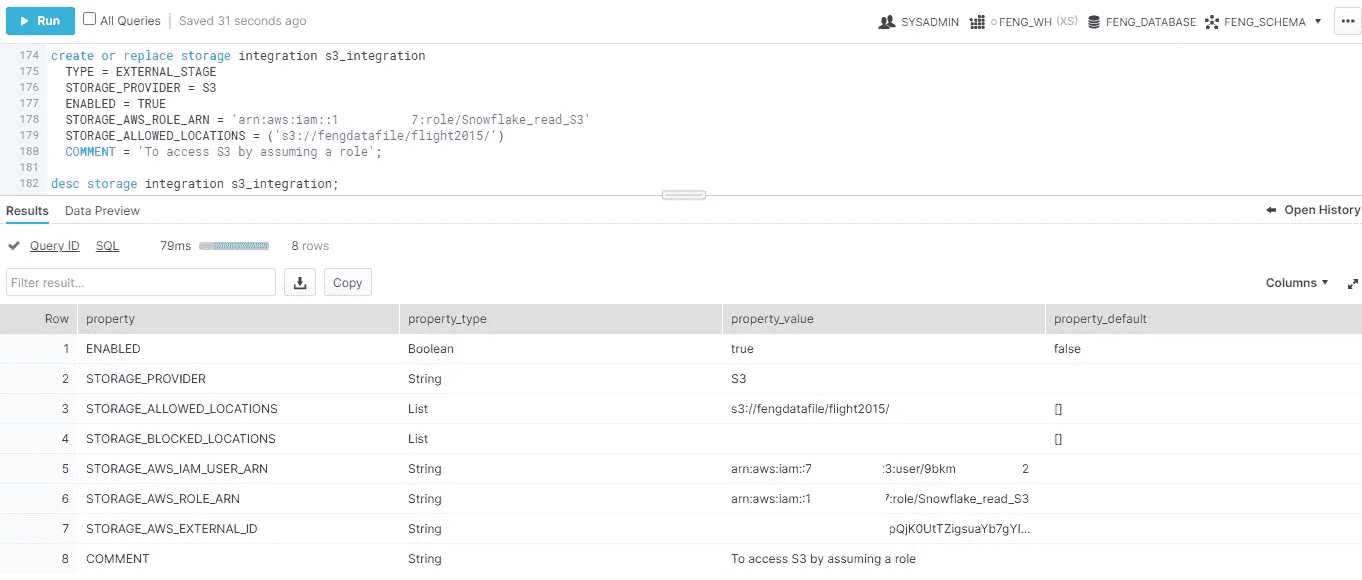 Run All Queries Saved 31 seconds ago SYSADMIN FENG_WH (XS) FENG_DATABASE FENG_SCHEMA
174 create or replace storage integration s3_integration
175 TYPE = EXTERNAL_STAGE
176 STORAGE_PROVIDER = S3
177 ENABLED = TRUE
178 STORAGE_AWS_ROLE_ARN = 'arn:aws:iam::1 7:role/Snowflake_read_S3'
179 STORAGE_ALLOWED_LOCATIONS = ('s3://fengdatafile/flight2015/')
180 COMMENT = 'To access S3 by assuming a role';
181
182 desc storage integration s3_integration;
Results Data Preview Open History
Query ID SQL 79ms 8 rows
Filter result... Copy Columns
Row property property_type property_value property_default
1 ENABLED Boolean true false
2 STORAGE_PROVIDER String S3
3 STORAGE_ALLOWED_LOCATIONS List s3://fengdatafile/flight2015/ []
4 STORAGE_BLOCKED_LOCATIONS List []
5 STORAGE_AWS_IAM_USER_ARN String arn:aws:iam::7 23:user/9bkm 2
6 STORAGE_AWS_ROLE_ARN String arn:aws:iam::1 7:role/Snowflake_read_S3
7 STORAGE_AWS_EXTERNAL_ID String pQjK0UtTZigsuaYb7gYI...
8 COMMENT String To access S3 by assuming a role